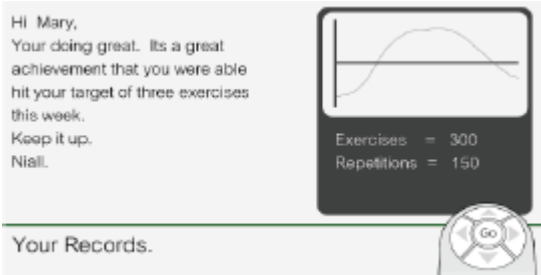 Hi Mary,
Your doing great. Its a great
achievement that you were able
hit your target of three exercises
this week.
Keep it up.
Niall.
Exercises = 300
Repetitions = 150
Your Records.
Go